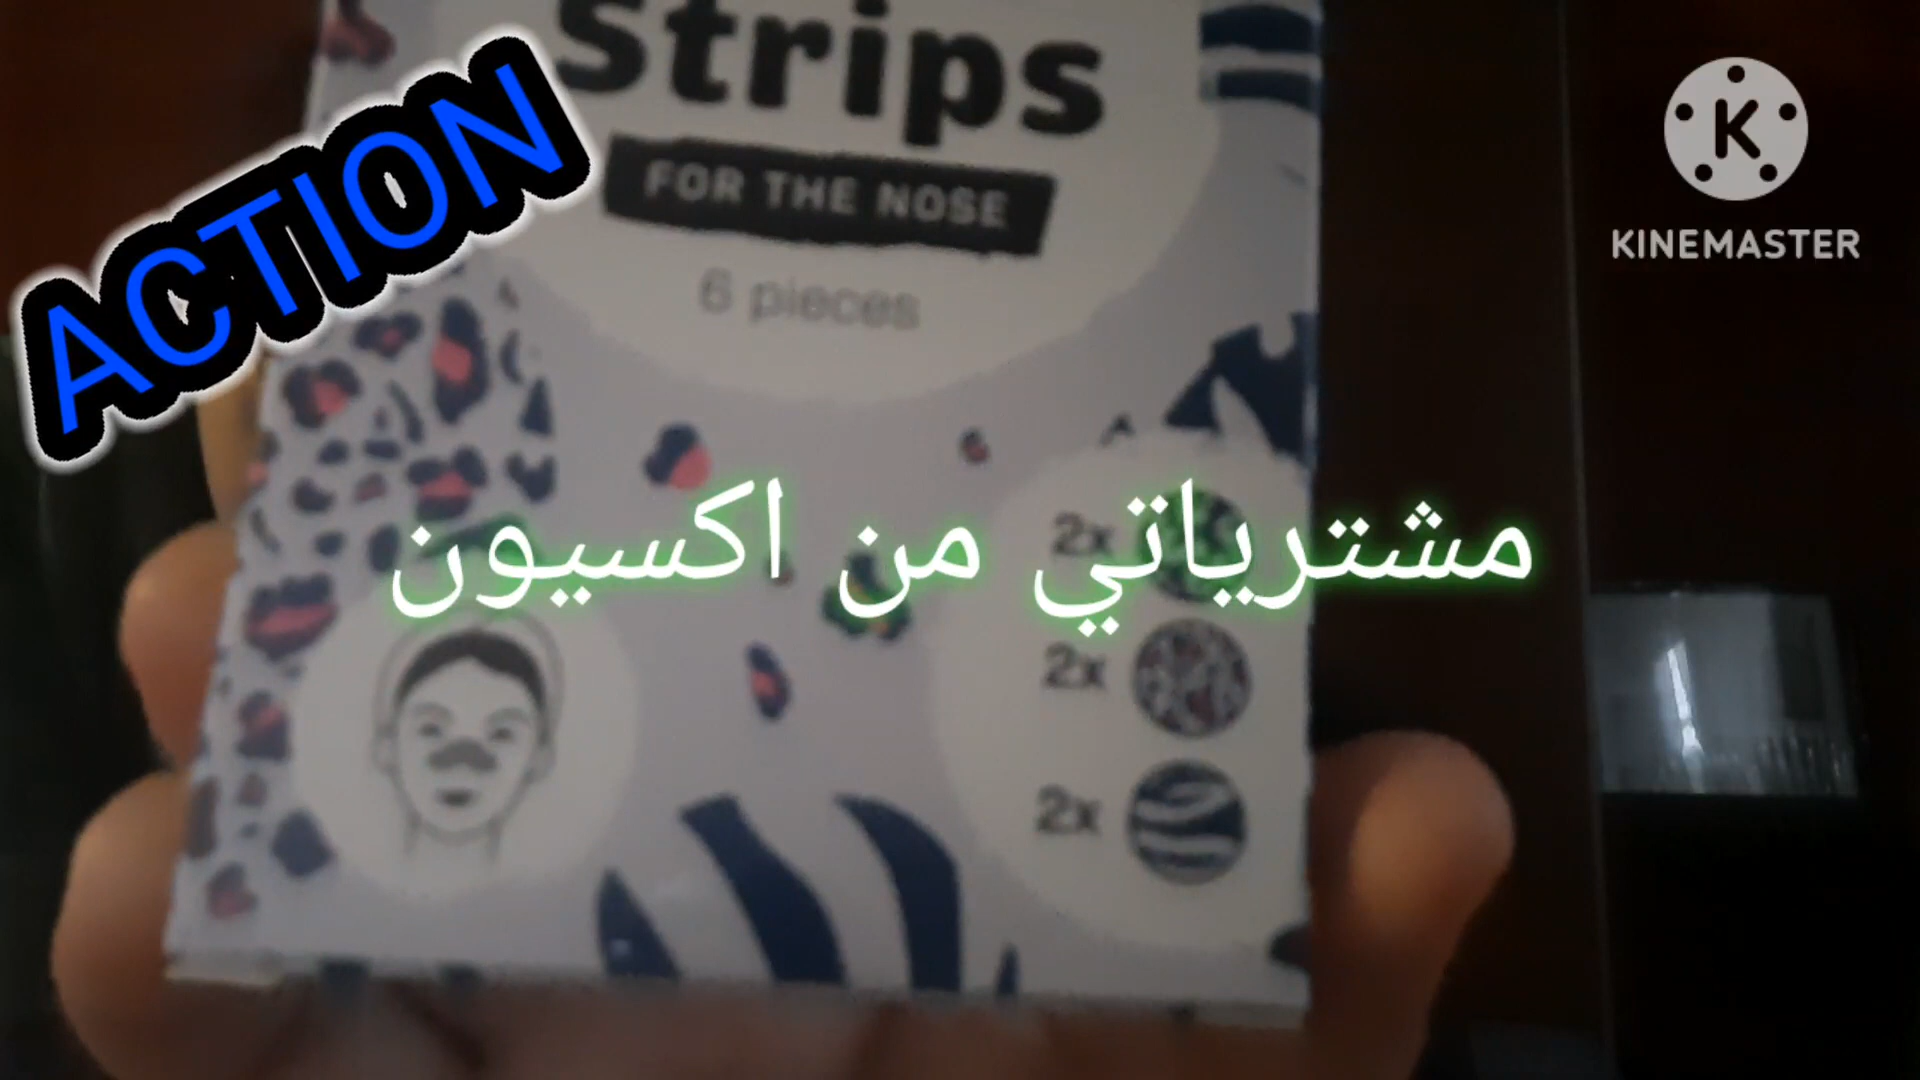 Strips
FOR THE NOSE
6 pieces
ACTION
K
KINEMASTER
مشترياتي من اكسيون
2x
2x
2x